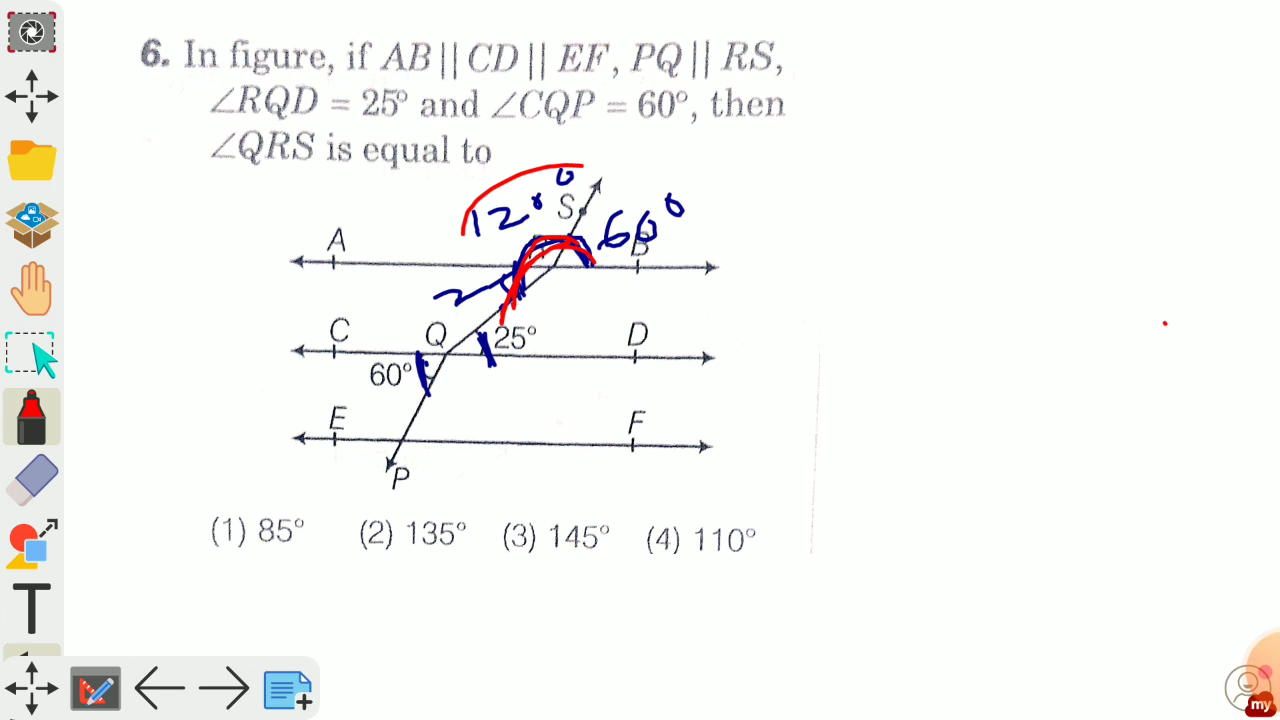 6. In figure, if AB || CD || EF, PQ || RS,
∠RQD = 25° and ∠CQP = 60°, then
∠QRS is equal to
12°
S
60°
A
B
C
Q
25°
D
60°
E
F
P
(1) 85° (2) 135° (3) 145° (4) 110°
T
my